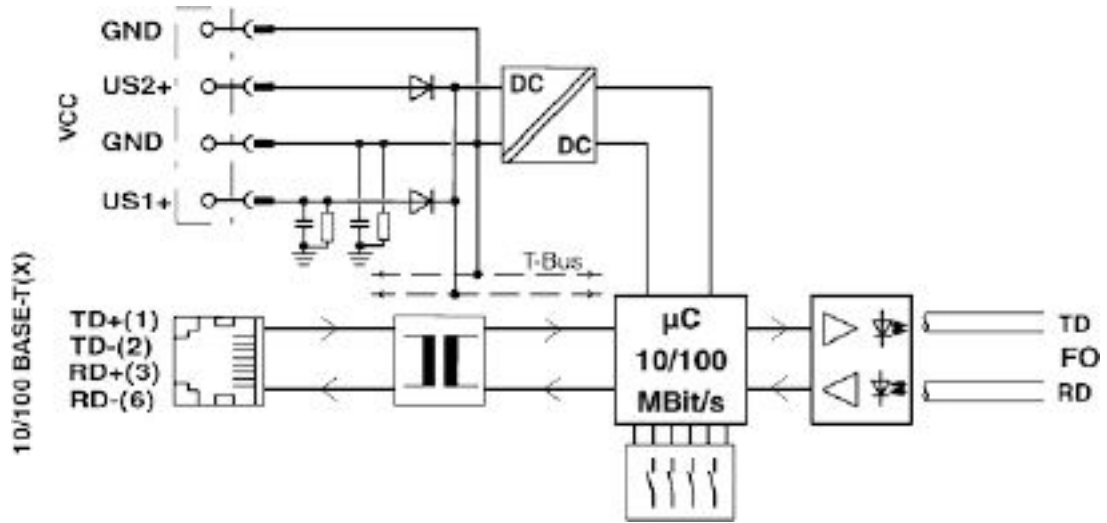 GND
US2+
VCC
GND
US1+
DC
DC
T-Bus
10/100 BASE-T(X)
TD+(1)
TD-(2)
RD+(3)
RD-(6)
µC
10/100
MBit/s
TD
FO
RD